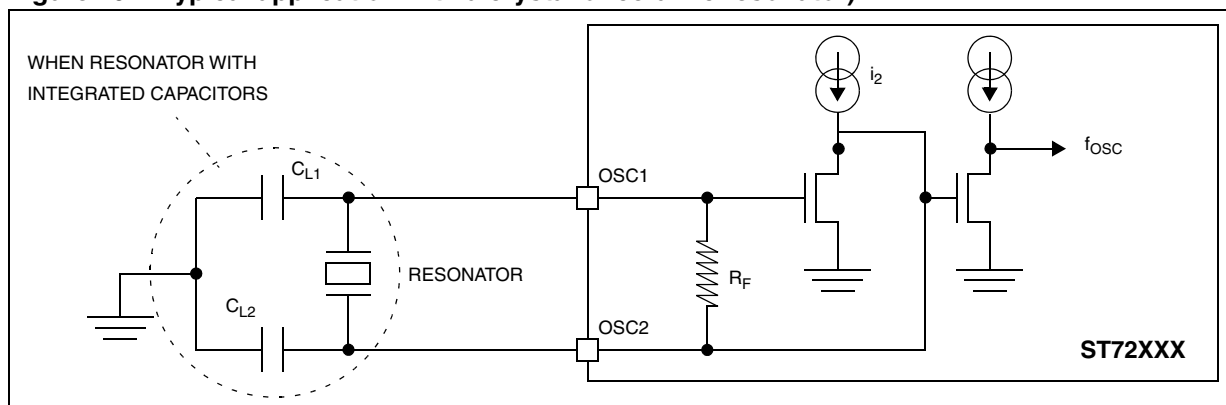 WHEN RESONATOR WITH
INTEGRATED CAPACITORS
i2
fOSC
CL1
OSC1
RESONATOR
RF
CL2
OSC2
ST72XXX